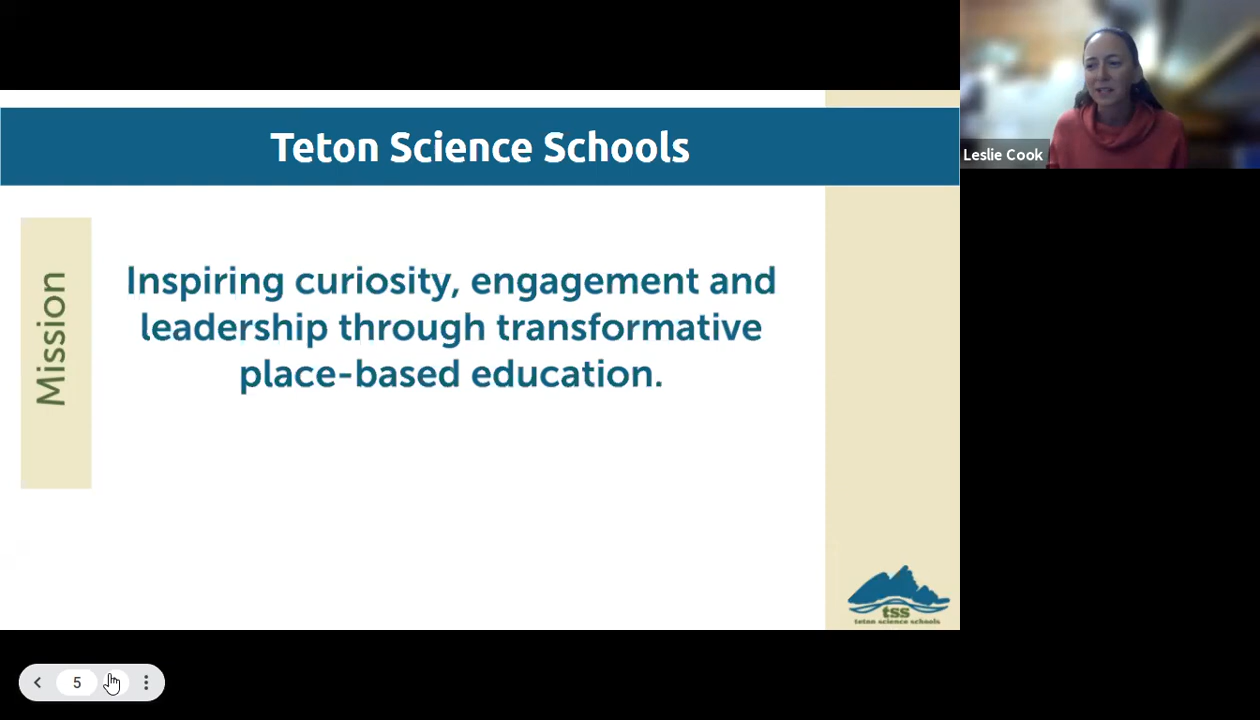 Teton Science Schools
Mission
Inspiring curiosity, engagement and
leadership through transformative
place-based education.
tss
teton science schools
Leslie Cook
5